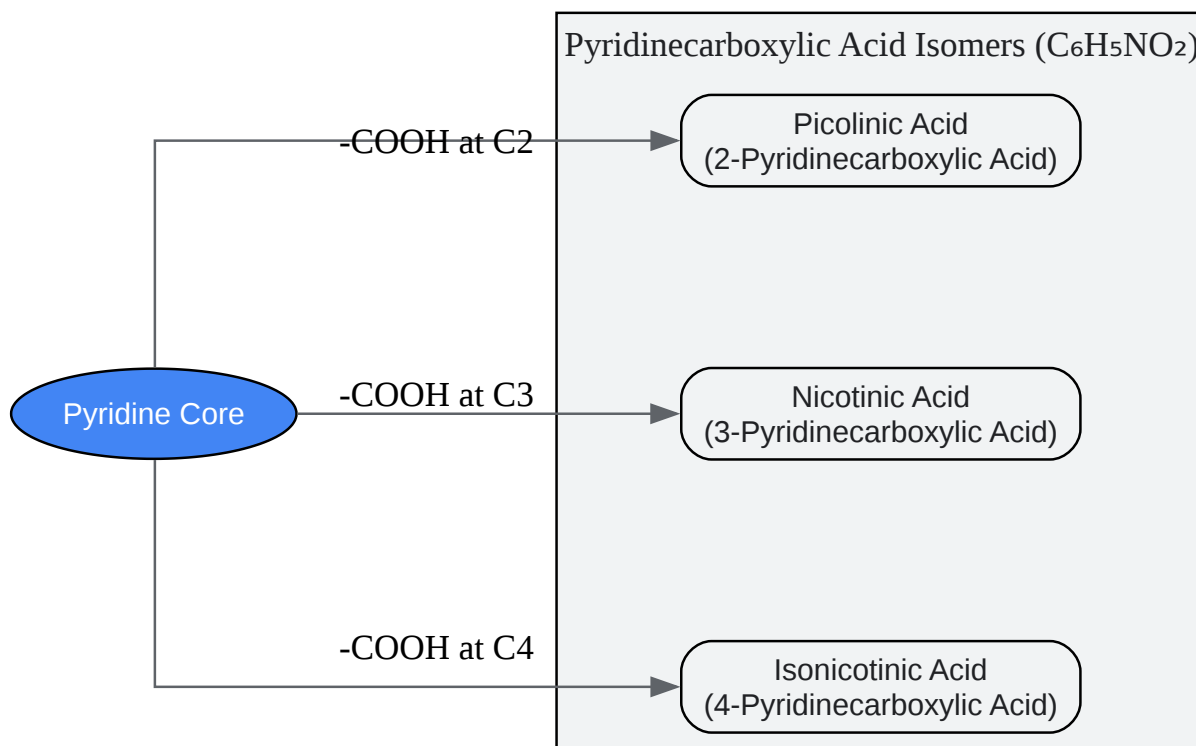 Pyridinecarboxylic Acid Isomers (C₆H₅NO₂)
-COOH at C2
Picolinic Acid
(2-Pyridinecarboxylic Acid)
Pyridine Core
-COOH at C3
Nicotinic Acid
(3-Pyridinecarboxylic Acid)
-COOH at C4
Isonicotinic Acid
(4-Pyridinecarboxylic Acid)